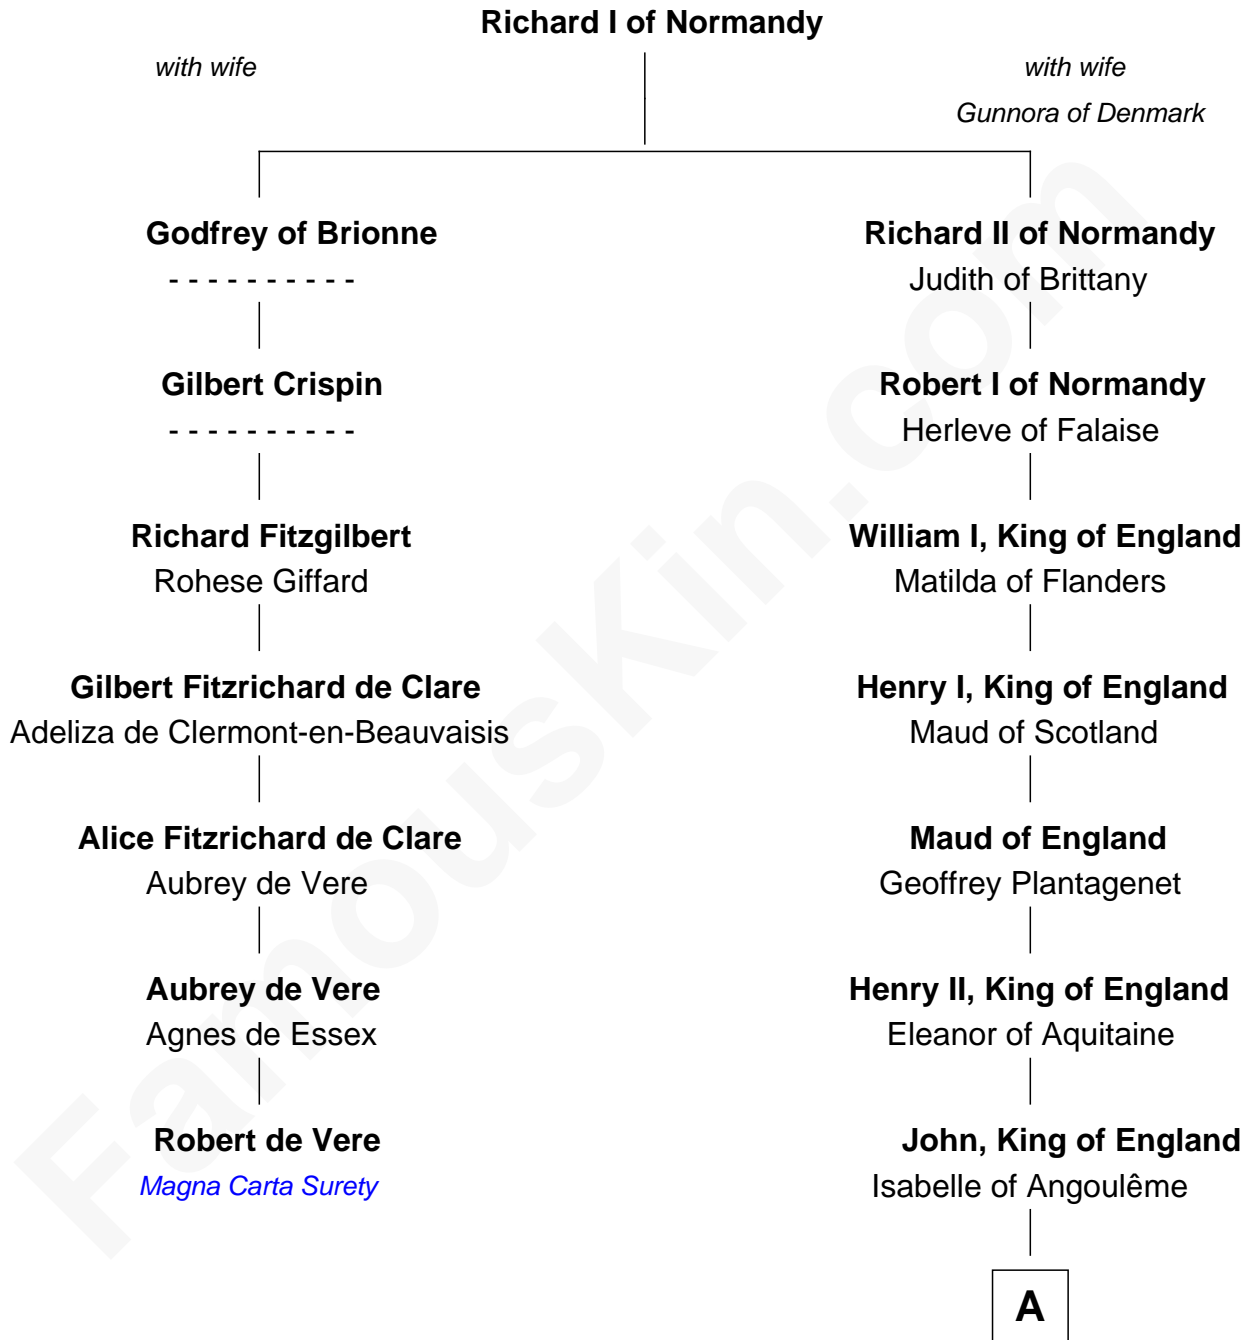 Richard I of Normandy
with wife
with wife
Gunnora of Denmark
Godfrey of Brionne
- - - - - - - - - -
Gilbert Crispin
- - - - - - - - - -
Richard Fitzgilbert
Rohese Giffard
Gilbert Fitzrichard de Clare
Adeliza de Clermont-en-Beauvaisis
Alice Fitzrichard de Clare
Aubrey de Vere
Aubrey de Vere
Agnes de Essex
Robert de Vere
Magna Carta Surety
Richard II of Normandy
Judith of Brittany
Robert I of Normandy
Herleve of Falaise
William I, King of England
Matilda of Flanders
Henry I, King of England
Maud of Scotland
Maud of England
Geoffrey Plantagenet
Henry II, King of England
Eleanor of Aquitaine
John, King of England
Isabelle of Angoulême
A
FamousKin.com